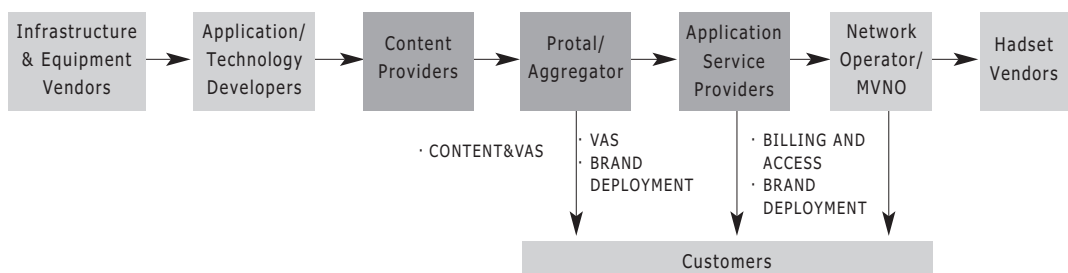 Infrastructure
& Equipment
Vendors
Application/
Technology
Developers
Content
Providers
Protal/
Aggregator
Application
Service
Providers
Network
Operator/
MVNO
Hadset
Vendors
· CONTENT&VAS
· VAS
· BRAND
DEPLOYMENT
· BILLING AND
ACCESS
· BRAND
DEPLOYMENT
Customers